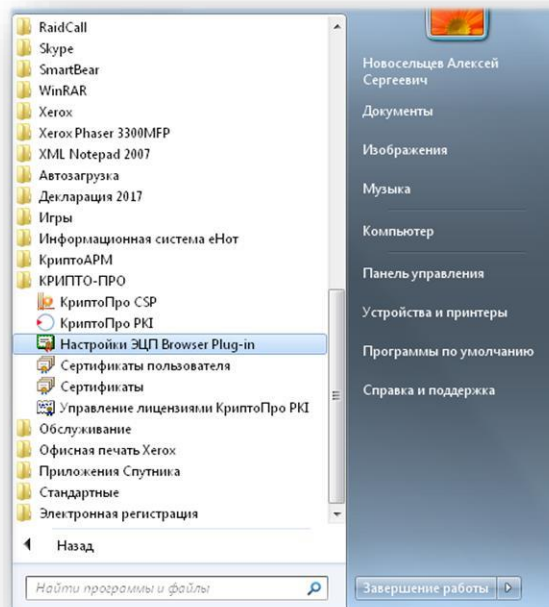 RaidCall
Skype
SmartBear
WinRAR
Xerox
Xerox Phaser 3300MFP
XML Notepad 2007
Автозагрузка
Декларация 2017
Игры
Информационная система еНот
КриптоАРМ
КРИПТО-ПРО
КриптоПро CSP
КриптоПро PKI
Настройки ЭЦП Browser Plug-in
Сертификаты пользователя
Сертификаты
Управление лицензиями КриптоПро PKI
Обслуживание
Офисная печать Xerox
Приложения Спутника
Стандартные
Электронная регистрация
Назад
Найти программы и файлы
Новосельцев Алексей
Сергеевич
Документы
Изображения
Музыка
Компьютер
Панель управления
Устройства и принтеры
Программы по умолчанию
Справка и поддержка
Завершение работы